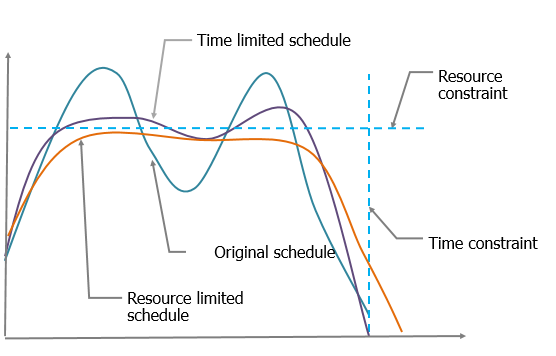 Time limited schedule
Resource
constraint
Original schedule
Time constraint
Resource limited
schedule